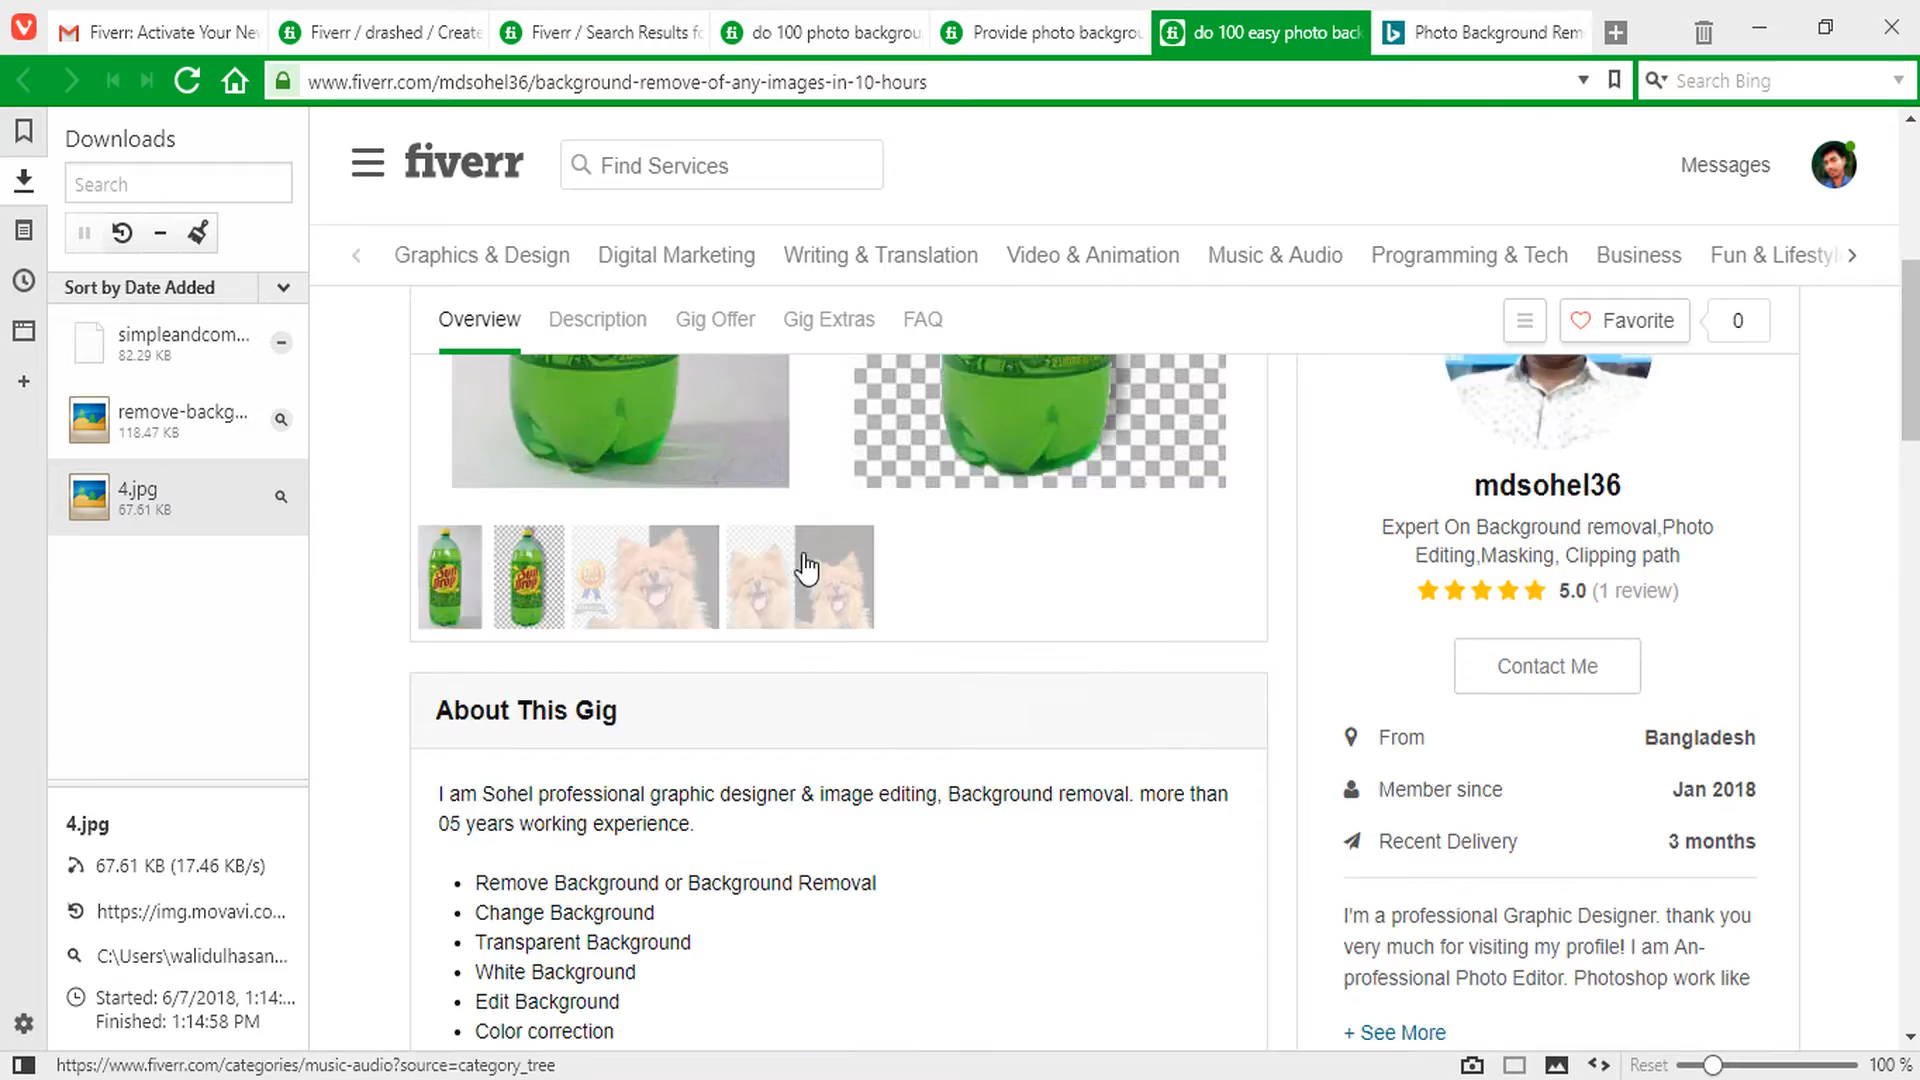 Fiverr: Activate Your Nev
Fiverr / drashed / Create
Fiverr / Search Results fo
do 100 photo backgrou
Provide photo backgrou
do 100 easy photo back
Photo Background Rem
www.fiverr.com/mdsohel36/background-remove-of-any-images-in-10-hours
Search Bing
Downloads
Search
Sort by Date Added
simpleandcom...
82.29 KB
remove-backg...
118.47 KB
4.jpg
67.61 KB
4.jpg
67.61 KB (17.46 KB/s)
https://img.movavi.co...
C:\Users\walidulhasan...
Started: 6/7/2018, 1:14:...
Finished: 1:14:58 PM
fiverr
Find Services
Messages
Graphics & Design
Digital Marketing
Writing & Translation
Video & Animation
Music & Audio
Programming & Tech
Business
Fun & Lifestyl
Overview
Description
Gig Offer
Gig Extras
FAQ
Favorite
0
Sun
Drop
Sun
Drop
About This Gig
I am Sohel professional graphic designer & image editing, Background removal. more than
05 years working experience.
• Remove Background or Background Removal
• Change Background
• Transparent Background
• White Background
• Edit Background
• Color correction
mdsohel36
Expert On Background removal,Photo
Editing,Masking, Clipping path
5.0 (1 review)
Contact Me
From Bangladesh
Member since Jan 2018
Recent Delivery 3 months
I'm a professional Graphic Designer. thank you
very much for visiting my profile! I am An-
professional Photo Editor. Photoshop work like
+ See More
https://www.fiverr.com/categories/music-audio?source=category_tree
Reset
100 %